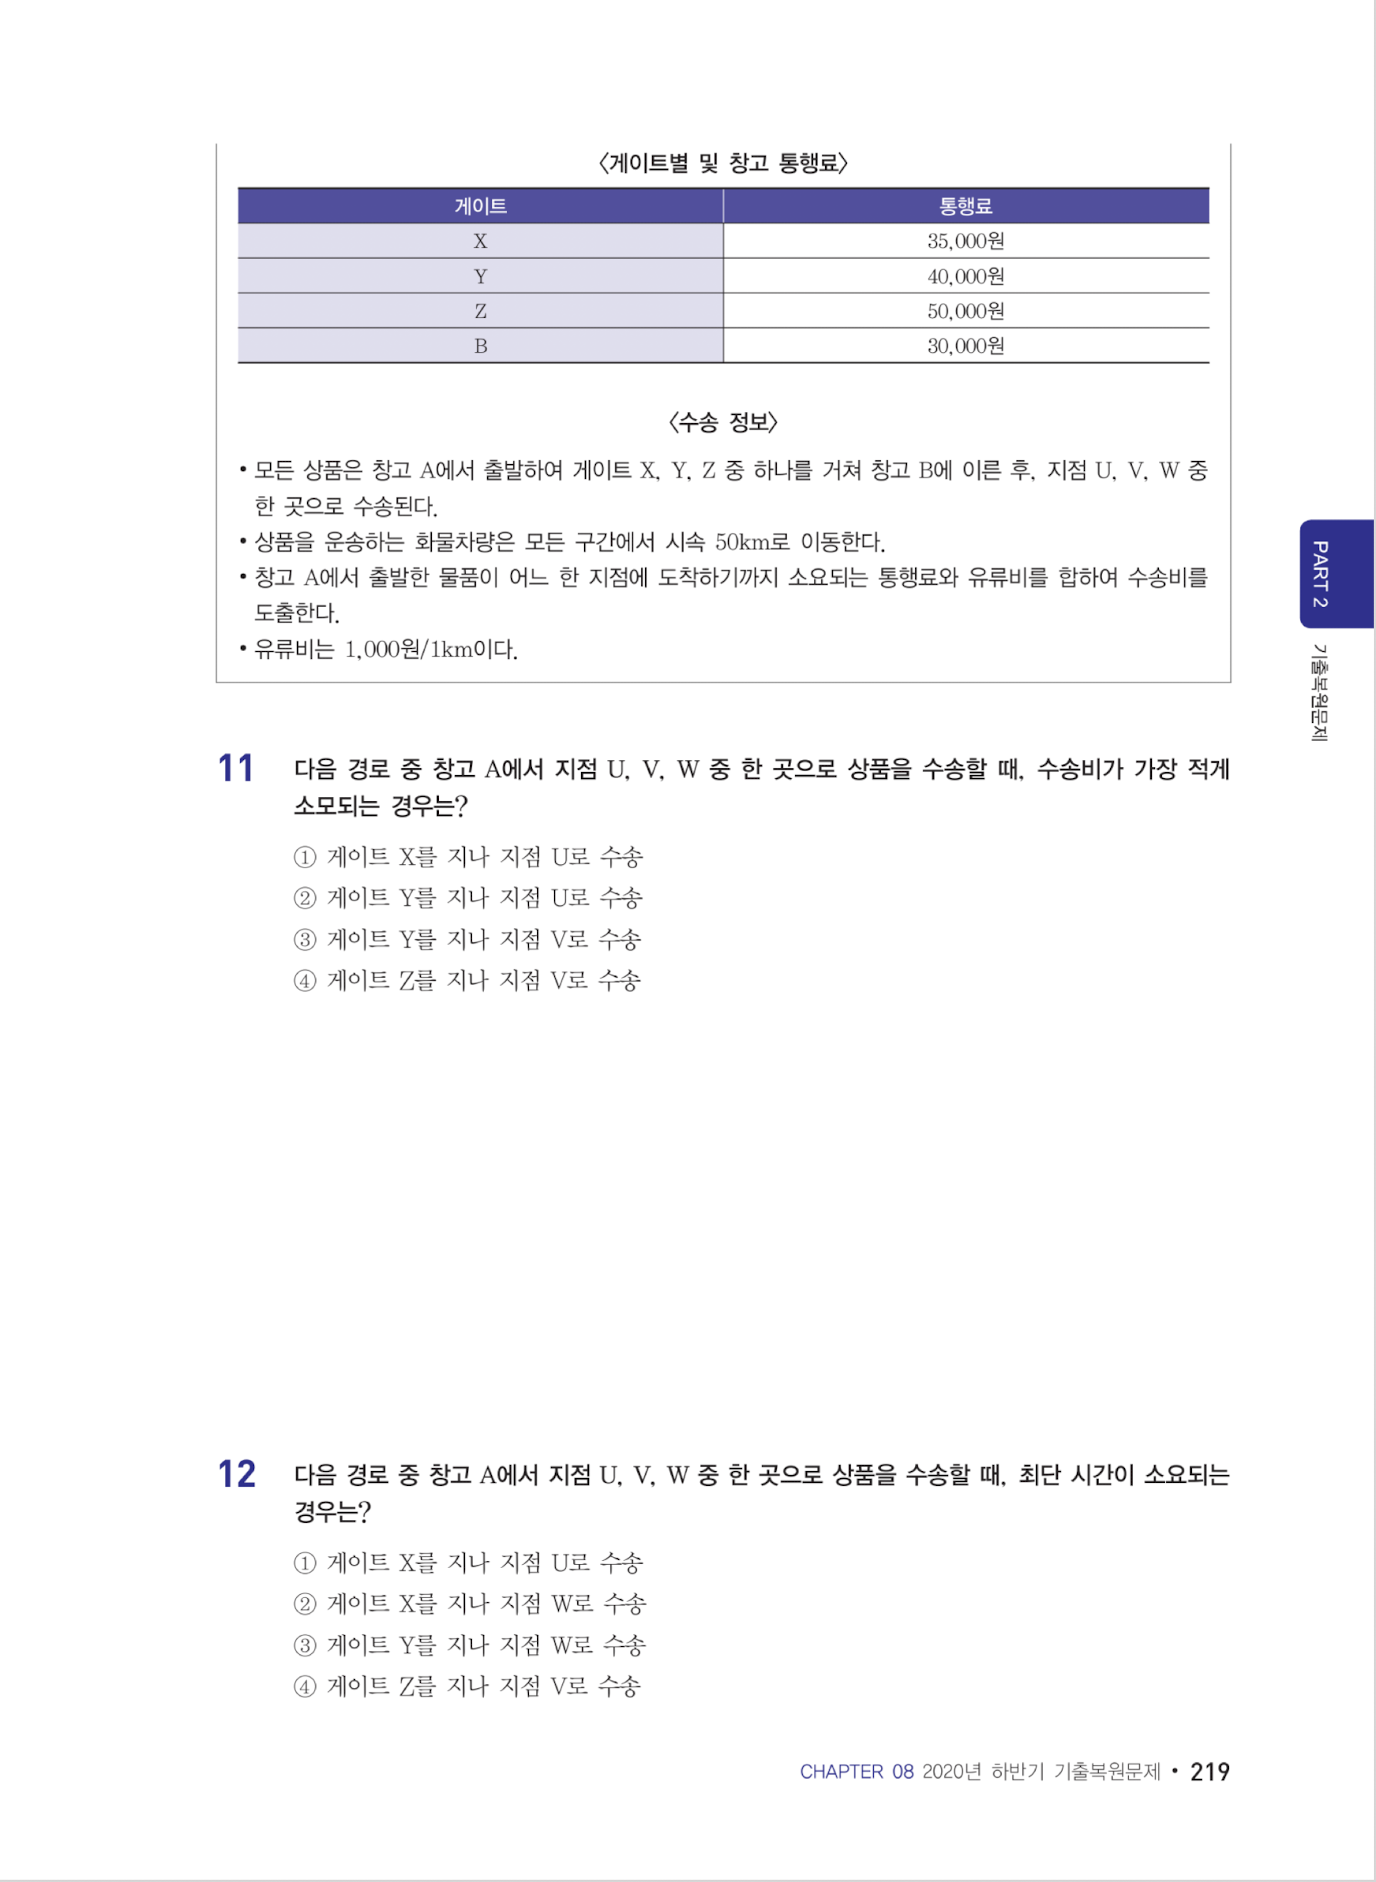 〈게이트별 및 창고 통행료〉
게이트 통행료
X 35,000원
Y 40,000원
Z 50,000원
B 30,000원
〈수송 정보〉
• 모든 상품은 창고 A에서 출발하여 게이트 X, Y, Z 중 하나를 거쳐 창고 B에 이른 후, 지점 U, V, W 중
한 곳으로 수송된다.
• 상품을 운송하는 화물차량은 모든 구간에서 시속 50km로 이동한다.
• 창고 A에서 출발한 물품이 어느 한 지점에 도착하기까지 소요되는 통행료와 유류비를 합하여 수송비를
도출한다.
• 유류비는 1,000원/1km이다.
PART 2
기출복원문제
11 다음 경로 중 창고 A에서 지점 U, V, W 중 한 곳으로 상품을 수송할 때, 수송비가 가장 적게
소모되는 경우는?
① 게이트 X를 지나 지점 U로 수송
② 게이트 Y를 지나 지점 U로 수송
③ 게이트 Y를 지나 지점 V로 수송
④ 게이트 Z를 지나 지점 V로 수송
12 다음 경로 중 창고 A에서 지점 U, V, W 중 한 곳으로 상품을 수송할 때, 최단 시간이 소요되는
경우는?
① 게이트 X를 지나 지점 U로 수송
② 게이트 X를 지나 지점 W로 수송
③ 게이트 Y를 지나 지점 W로 수송
④ 게이트 Z를 지나 지점 V로 수송
CHAPTER 08 2020년 하반기 기출복원문제 • 219